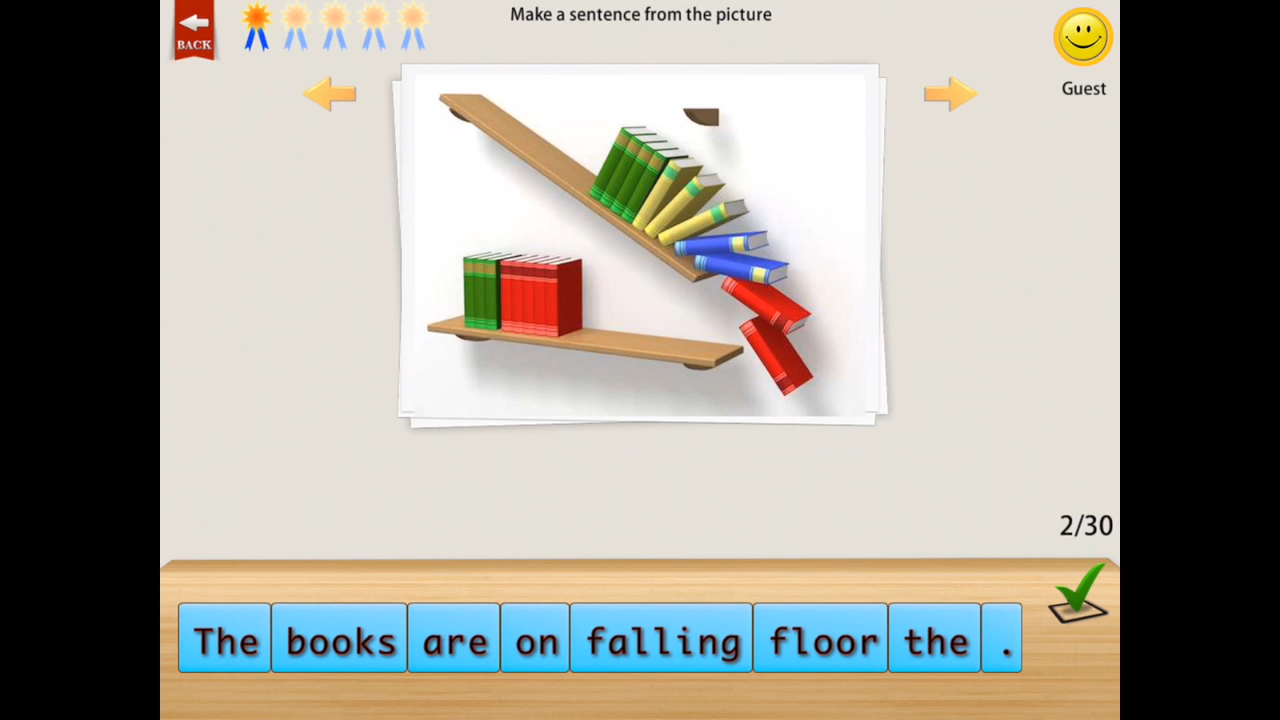 Make a sentence from the picture
BACK
Guest
2/30
The books are on falling floor the .